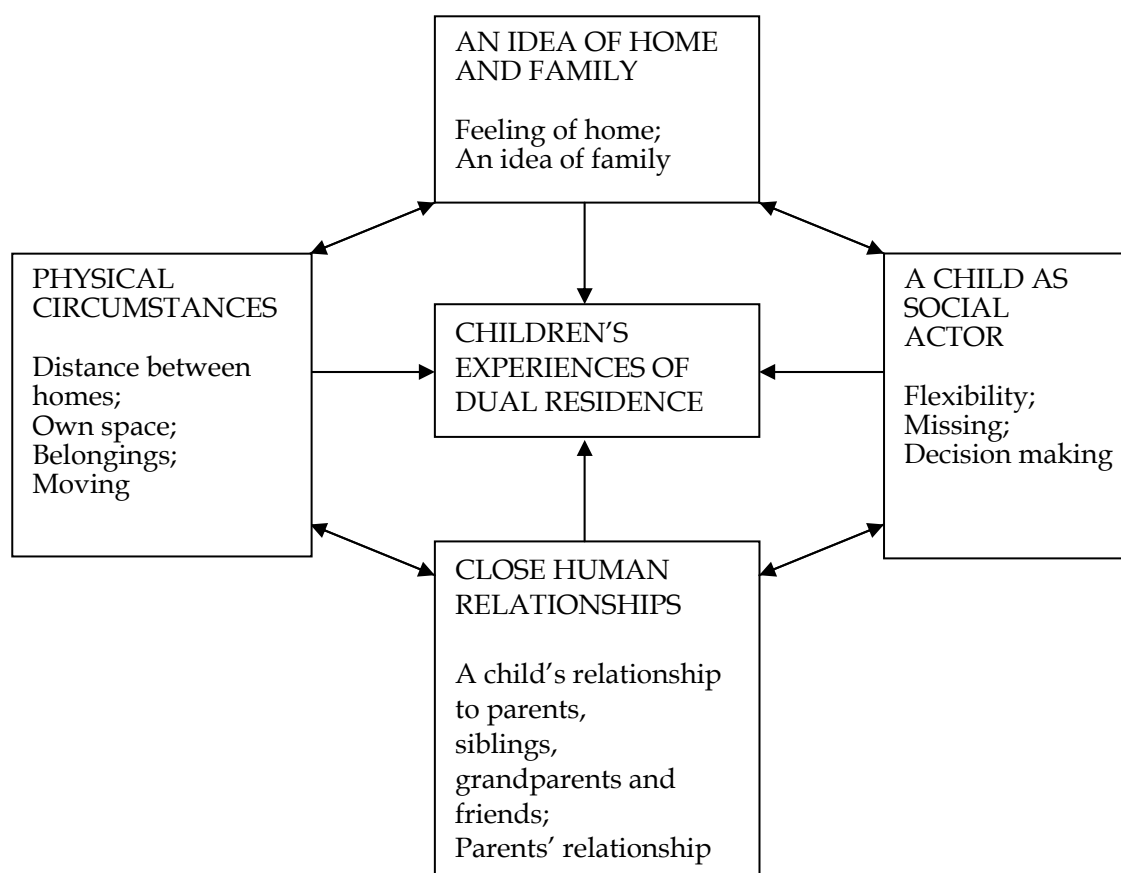 AN IDEA OF HOME
AND FAMILY
Feeling of home;
An idea of family
PHYSICAL
CIRCUMSTANCES
Distance between
homes;
Own space;
Belongings;
Moving
CHILDREN’S
EXPERIENCES OF
DUAL RESIDENCE
A CHILD AS
SOCIAL
ACTOR
Flexibility;
Missing;
Decision making
CLOSE HUMAN
RELATIONSHIPS
A child’s relationship
to parents,
siblings,
grandparents and
friends;
Parents’ relationship